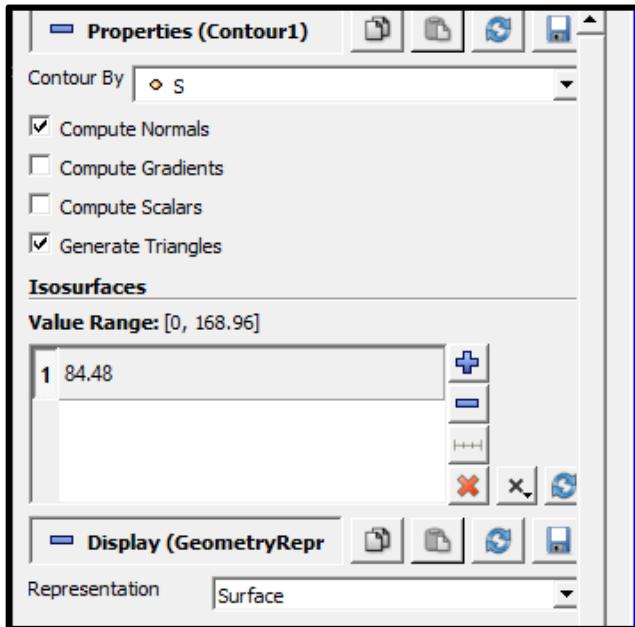 Properties (Contour1)
Contour By S
Compute Normals
Compute Gradients
Compute Scalars
Generate Triangles
Isosurfaces
Value Range: [0, 168.96]
1 84.48
Display (GeometryRepr
Representation Surface